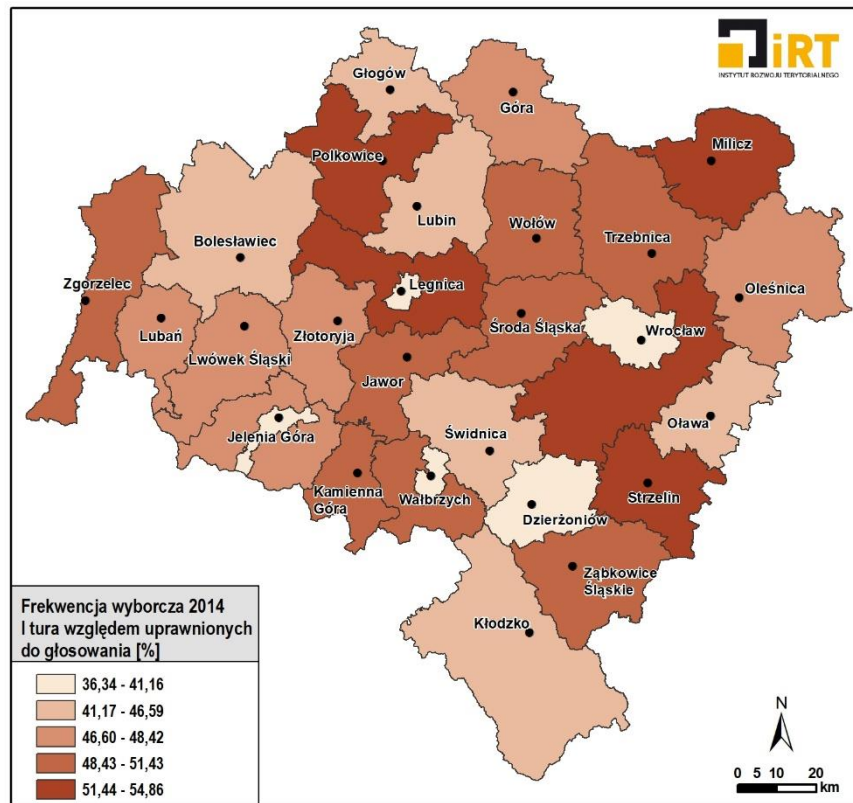 iRT
INSTYTUT ROZWOJU TERYTORIALNEGO
Głogów
Góra
Milicz
Polkowice
Lubin
Wołów
Trzebnica
Bolesławiec
Oleśnica
Zgorzelec
Legnica
Lubań
Złotoryja
Środa Śląska
Wrocław
Lwówek Śląski
Jawor
Oława
Świdnica
Jelenia Góra
Strzelin
Kamienna
Góra
Wałbrzych
Dzierżoniów
Ząbkowice
Śląskie
Kłodzko
Frekwencja wyborcza 2014
I tura względem uprawnionych
do głosowania [%]
36,34 - 41,16
41,17 - 46,59
46,60 - 48,42
48,43 - 51,43
51,44 - 54,86
N
0 5 10 20
km